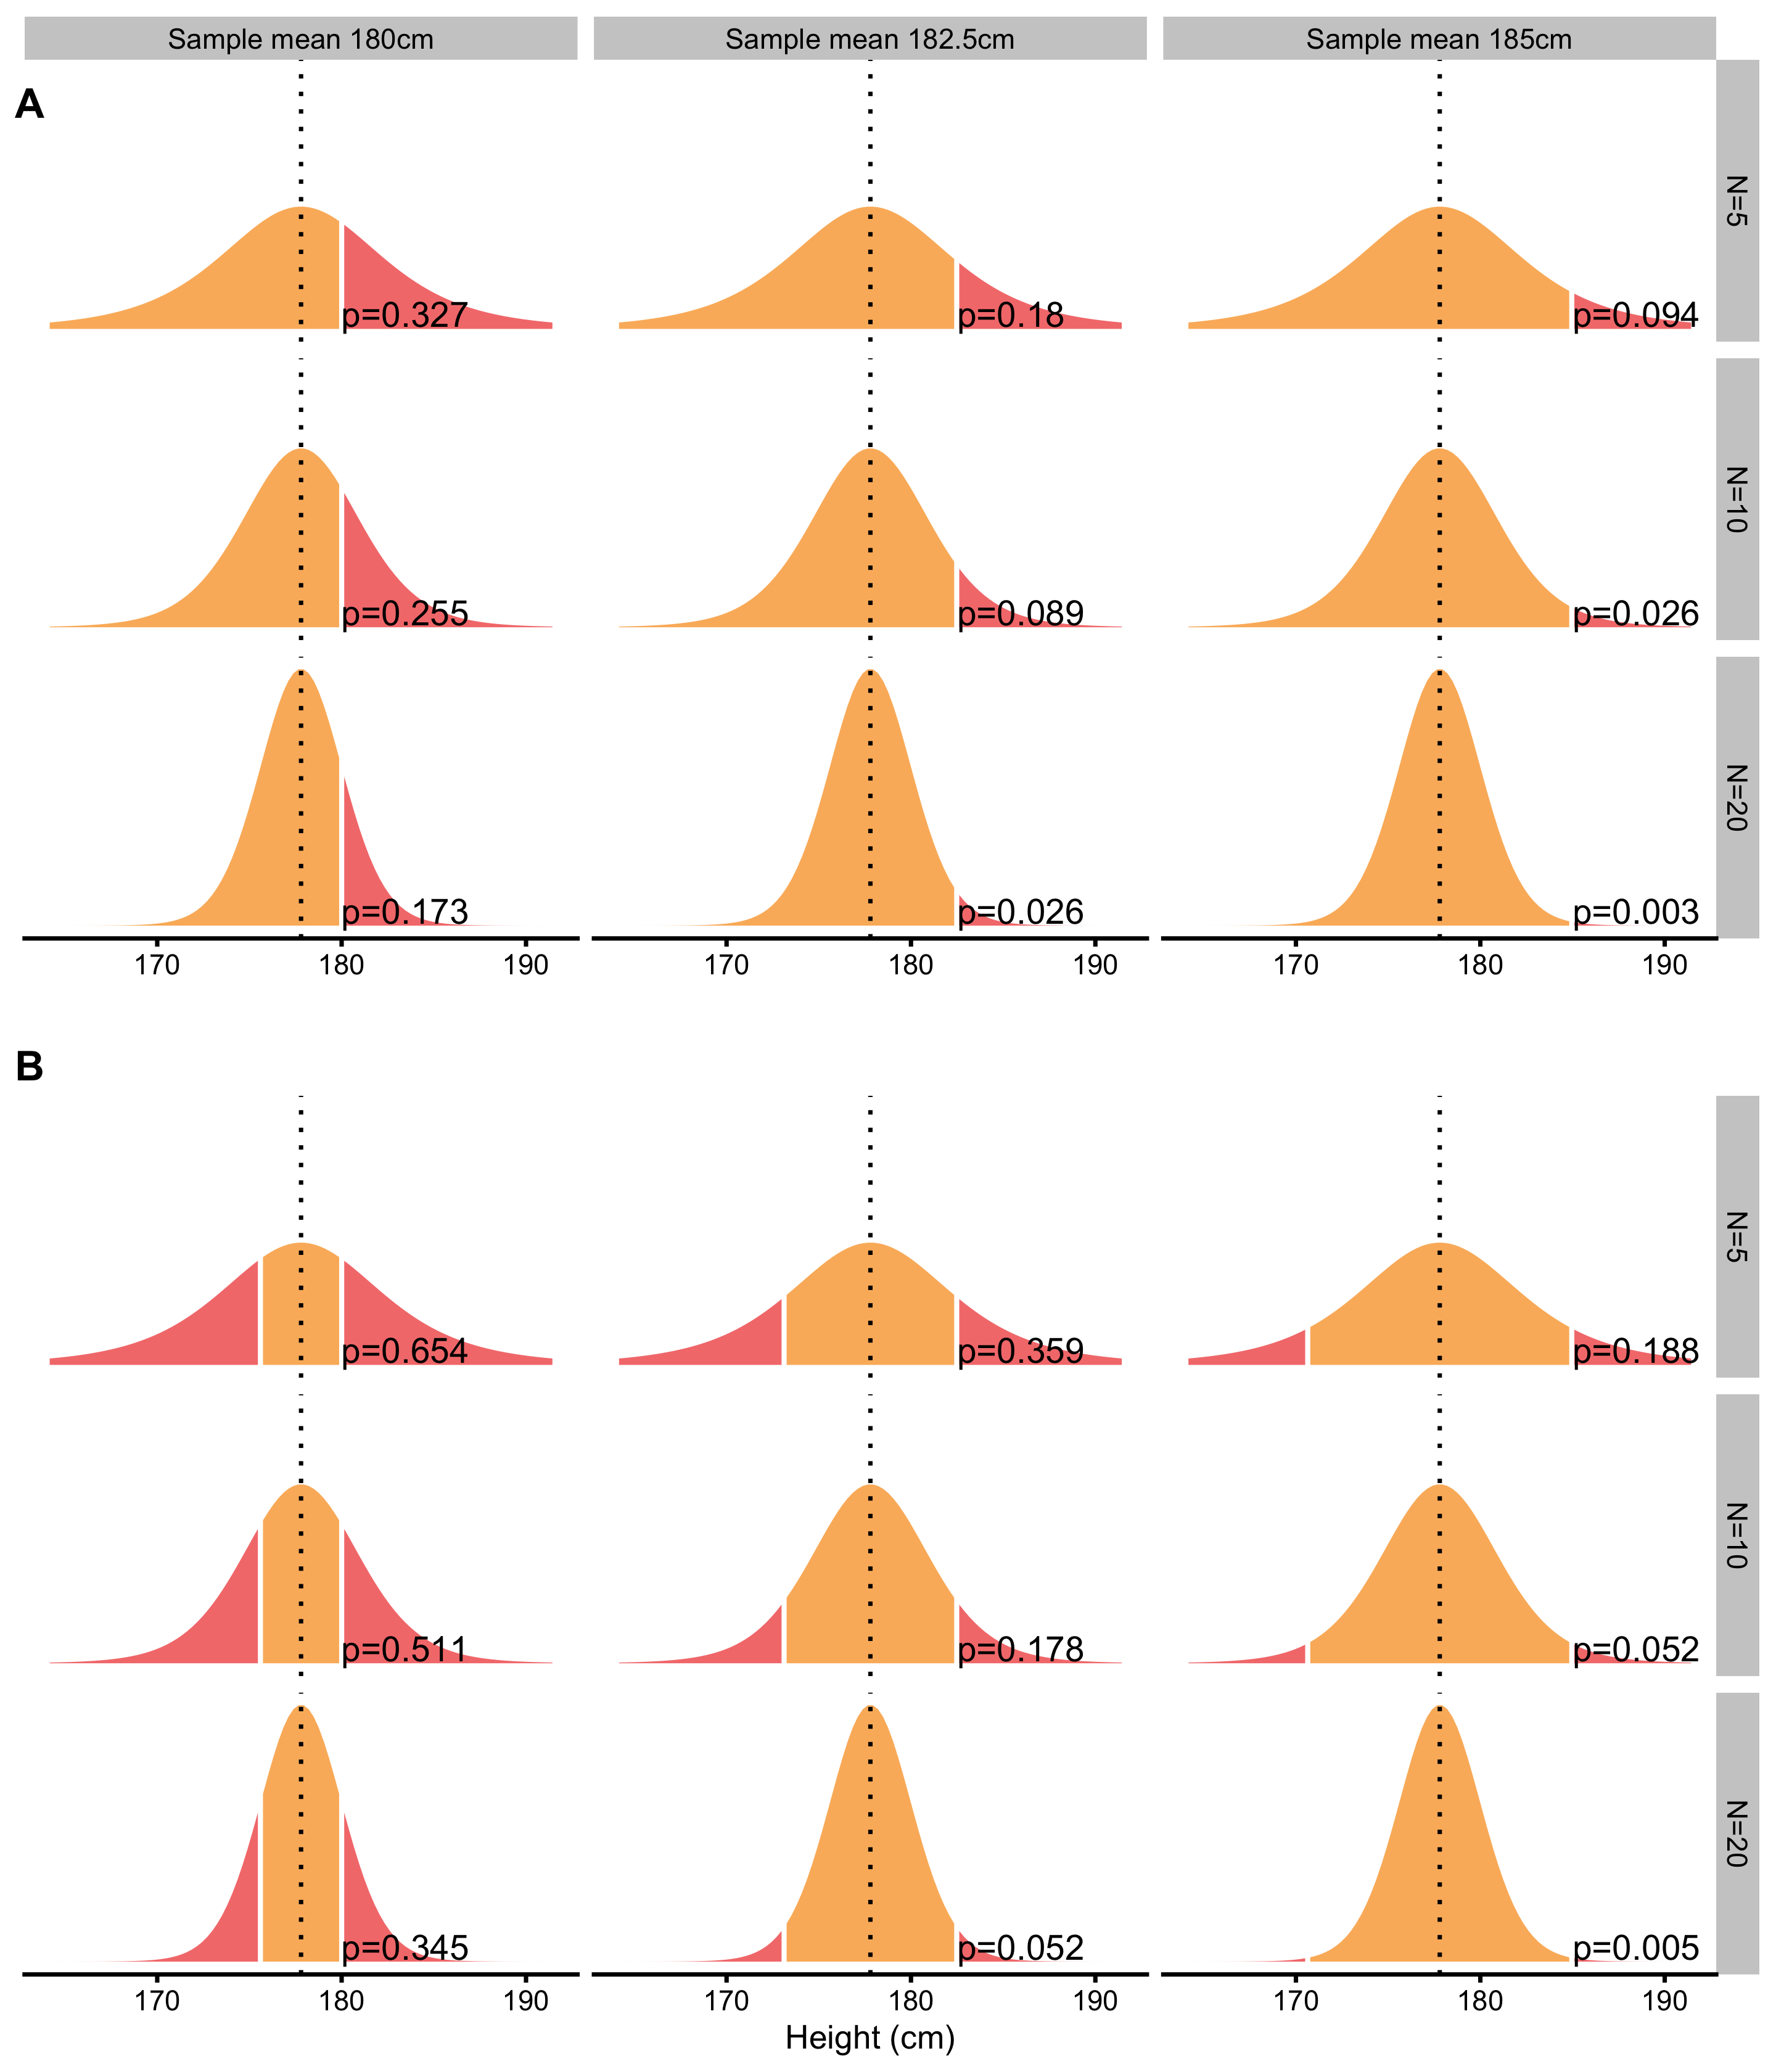 Sample mean 180cm
Sample mean 182.5cm
Sample mean 185cm
A
N=5
p=0.327
p=0.18
p=0.094
N=10
p=0.255
p=0.089
p=0.026
N=20
p=0.173
p=0.026
p=0.003
170 180 190
170 180 190
170 180 190
B
N=5
p=0.654
p=0.359
p=0.188
N=10
p=0.511
p=0.178
p=0.052
N=20
p=0.345
p=0.052
p=0.005
170 180 190
170 180 190
170 180 190
Height (cm)